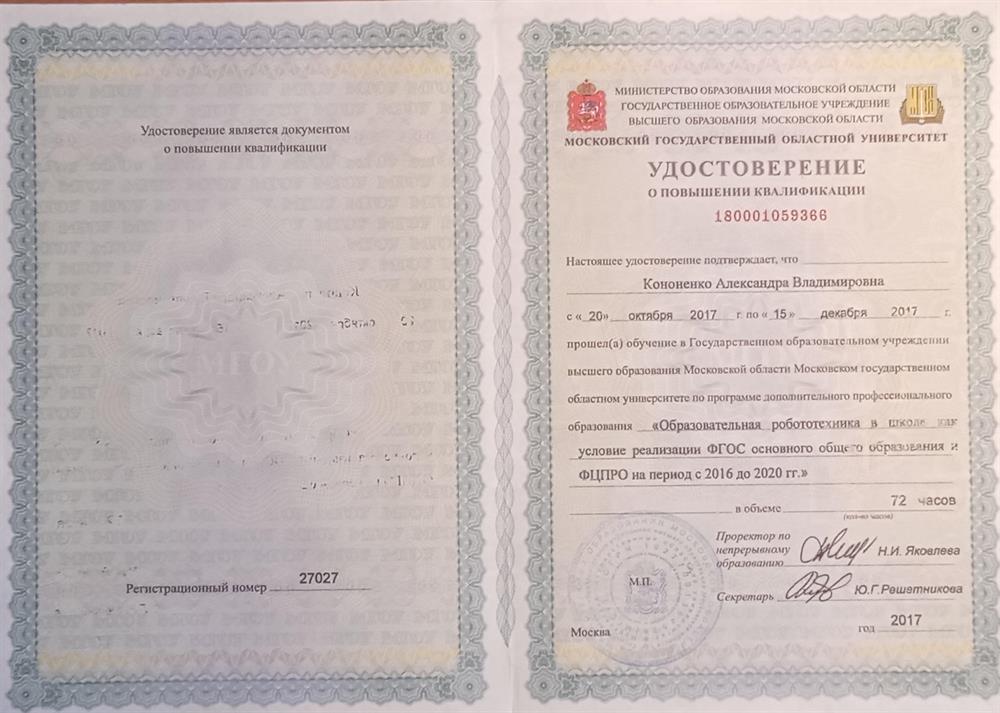 Удостоверение является документом
о повышении квалификации
МГОУ
Регистрационный номер 27027
МИНИСТЕРСТВО ОБРАЗОВАНИЯ МОСКОВСКОЙ ОБЛАСТИ
ГОСУДАРСТВЕННОЕ ОБРАЗОВАТЕЛЬНОЕ УЧРЕЖДЕНИЕ
ВЫСШЕГО ОБРАЗОВАНИЯ МОСКОВСКОЙ ОБЛАСТИ
МОСКОВСКИЙ ГОСУДАРСТВЕННЫЙ ОБЛАСТНОЙ УНИВЕРСИТЕТ
УДОСТОВЕРЕНИЕ
О ПОВЫШЕНИИ КВАЛИФИКАЦИИ
180001059366
Настоящее удостоверение подтверждает, что
Кононенко Александра Владимировна
с «20» октября 2017 г. по «15» декабря 2017 г.
прошел(а) обучение в Государственном образовательном учреждении
высшего образования Московской области Московском государственном
областном университете по программе дополнительного профессионального
образования «Образовательная робототехника в школе как
условие реализации ФГОС основного общего образования и
ФЦПРО на период с 2016 до 2020 гг.»
в объеме 72 часов
(кол-во часов)
Проректор по
непрерывному
образованию Н.И. Яковлева
М.П.
Секретарь Ю.Г.Решетникова
Москва год 2017